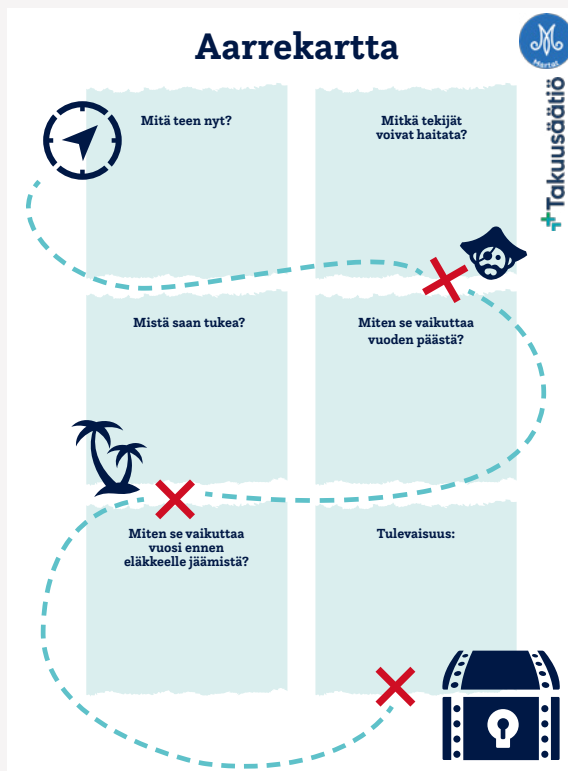 Aarrekartta
Martat
Takuusäätiö
Mitä teen nyt?
Mitkä tekijät
voivat haitata?
Mistä saan tukea?
Miten se vaikuttaa
vuoden päästä?
Miten se vaikuttaa
vuosi ennen
eläkkeelle jäämistä?
Tulevaisuus: